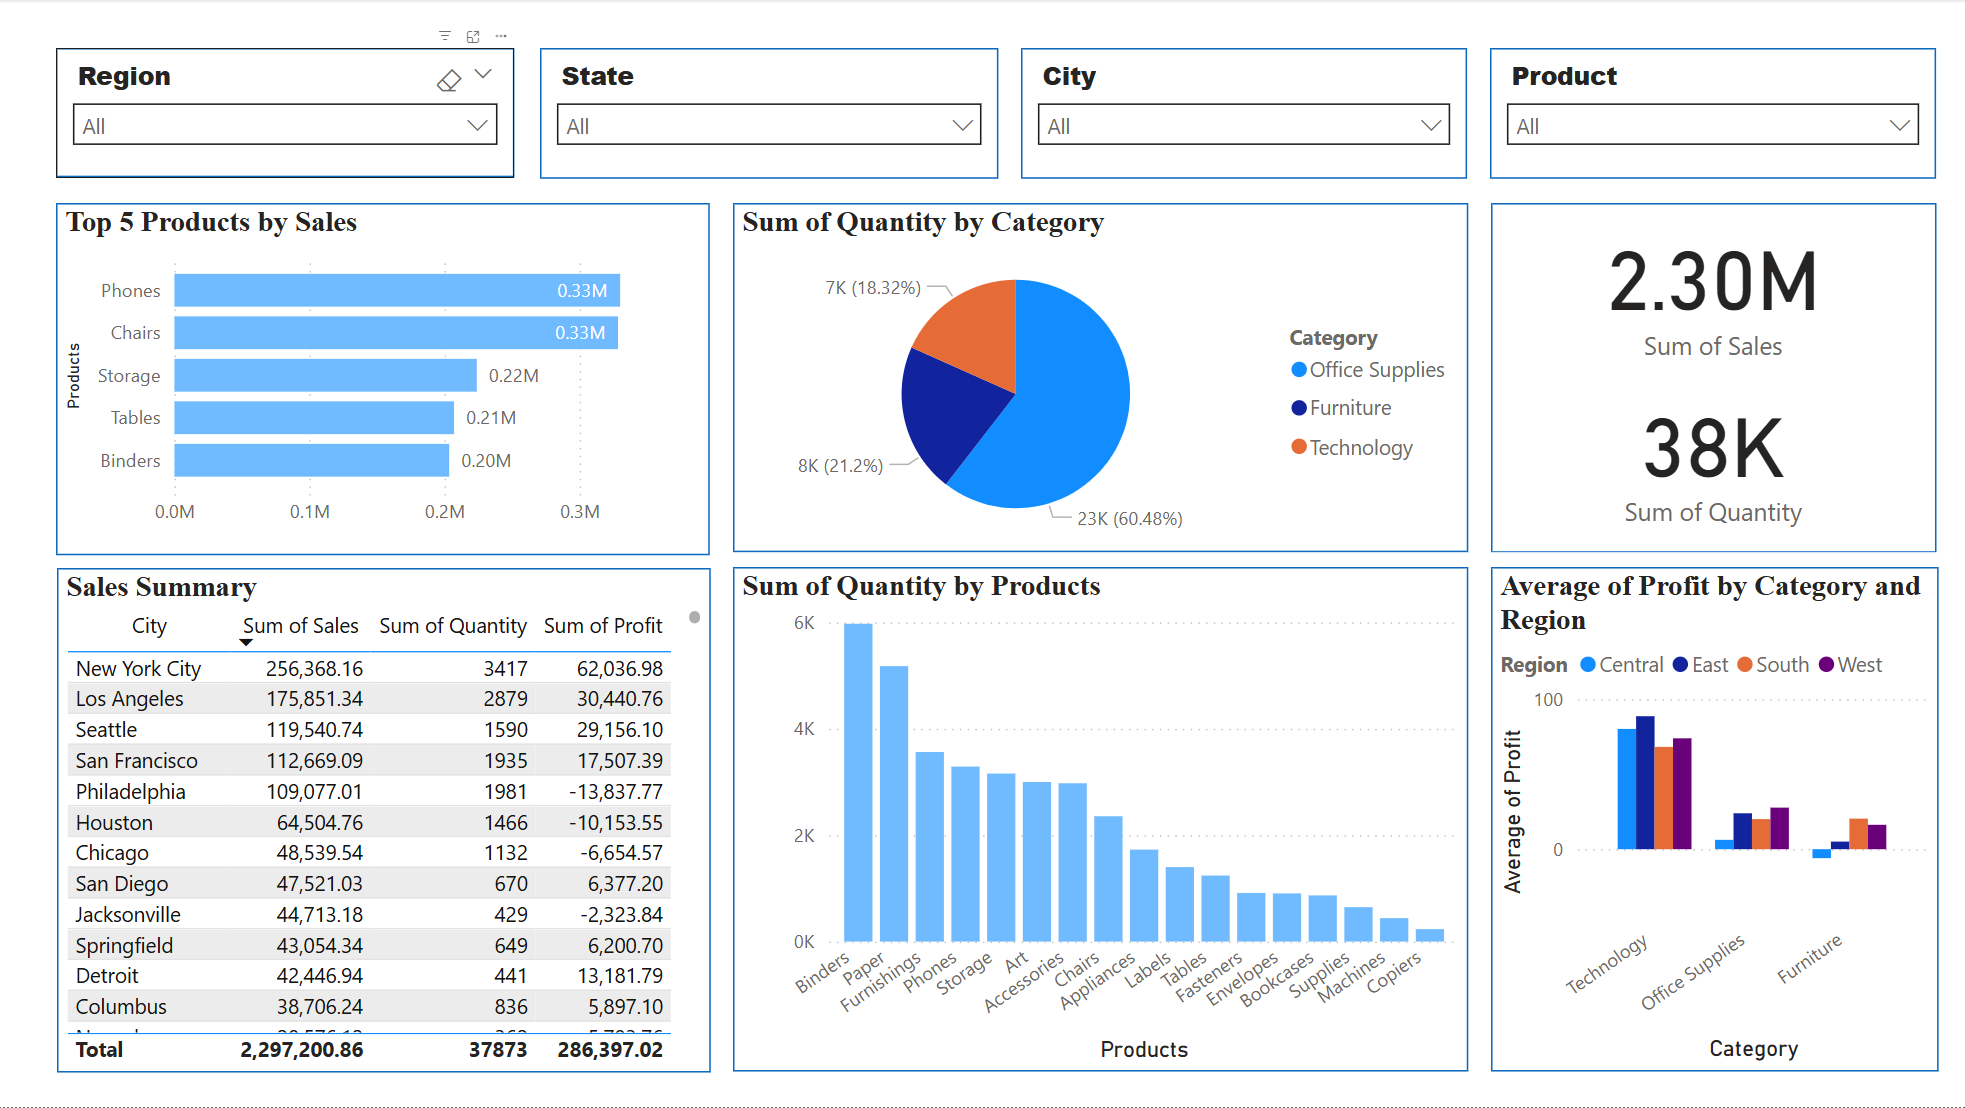 Region
All
State
All
City
All
Product
All
Top 5 Products by Sales
Products
Phones 0.33M
Chairs 0.33M
Storage 0.22M
Tables 0.21M
Binders 0.20M
0.0M 0.1M 0.2M 0.3M
Sum of Quantity by Category
7K (18.32%)
8K (21.2%)
23K (60.48%)
Category
Office Supplies
Furniture
Technology
2.30M
Sum of Sales
38K
Sum of Quantity
Sales Summary
City Sum of Sales Sum of Quantity Sum of Profit
New York City 256,368.16 3417 62,036.98
Los Angeles 175,851.34 2879 30,440.76
Seattle 119,540.74 1590 29,156.10
San Francisco 112,669.09 1935 17,507.39
Philadelphia 109,077.01 1981 -13,837.77
Houston 64,504.76 1466 -10,153.55
Chicago 48,539.54 1132 -6,654.57
San Diego 47,521.03 670 6,377.20
Jacksonville 44,713.18 429 -2,323.84
Springfield 43,054.34 649 6,200.70
Detroit 42,446.94 441 13,181.79
Columbus 38,706.24 836 5,897.10
Total 2,297,200.86 37873 286,397.02
Sum of Quantity by Products
6K
4K
2K
0K
Binders Paper Furnishings Phones Storage Art Accessories Chairs Appliances Labels Tables Fasteners Envelopes Bookcases Supplies Machines Copiers
Products
Average of Profit by Category and
Region
Region Central East South West
100
0
Average of Profit
Technology Office Supplies Furniture
Category